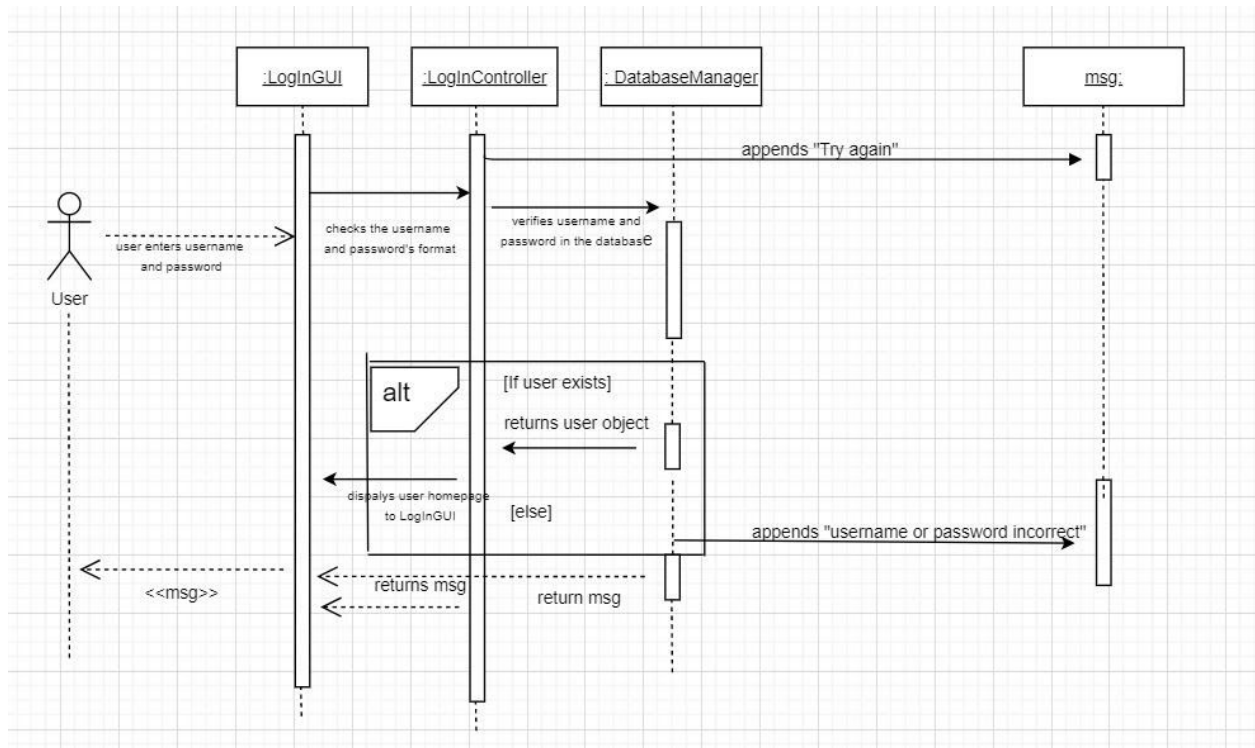 :LogInGUI
:LogInController
: DatabaseManager
msg:
appends "Try again"
user enters username
and password
checks the username
and password's format
verifies username and
password in the database
User
alt
[If user exists]
returns user object
dispalys user homepage
to LogInGUI
[else]
appends "username or password incorrect"
<<msg>>
returns msg
return msg